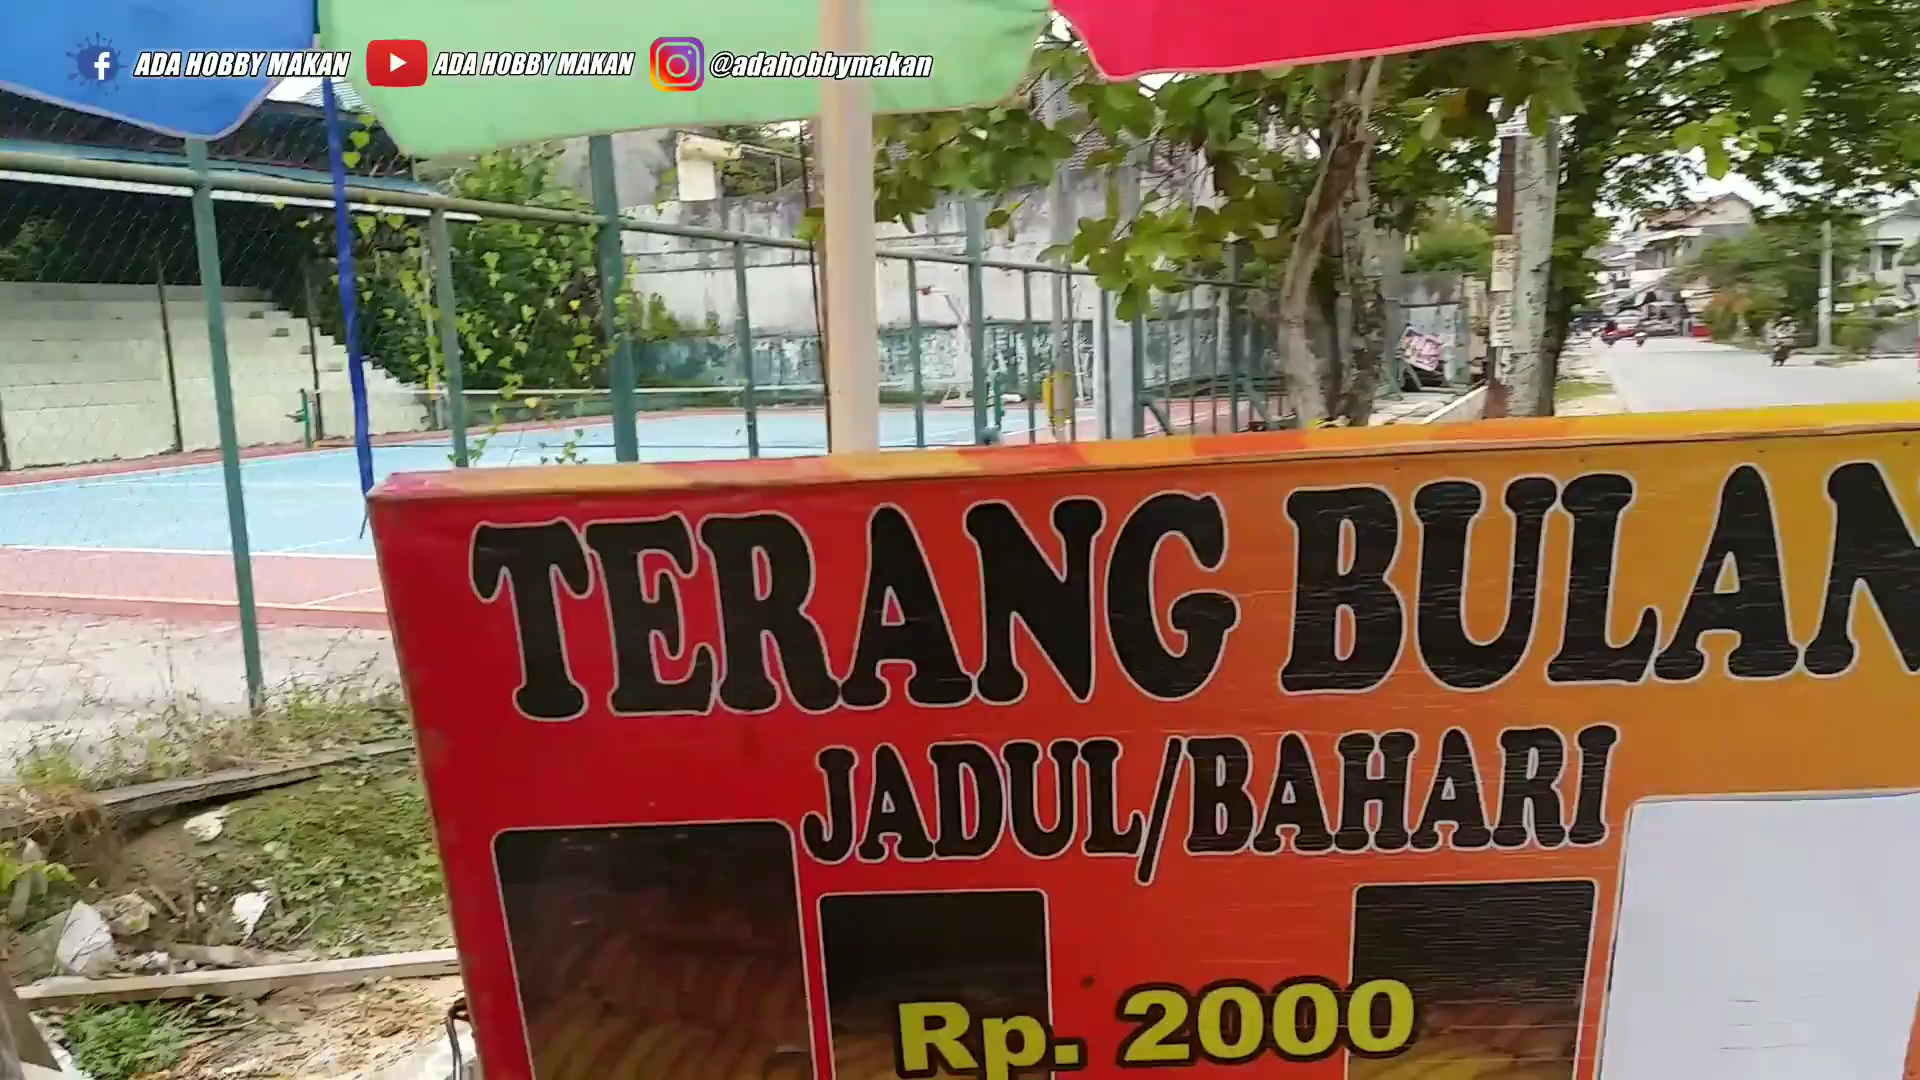 ADA HOBBY MAKAN ADA HOBBY MAKAN @adahobbymakan
TERANG BULAN
JADUL/BAHARI
Rp. 2000